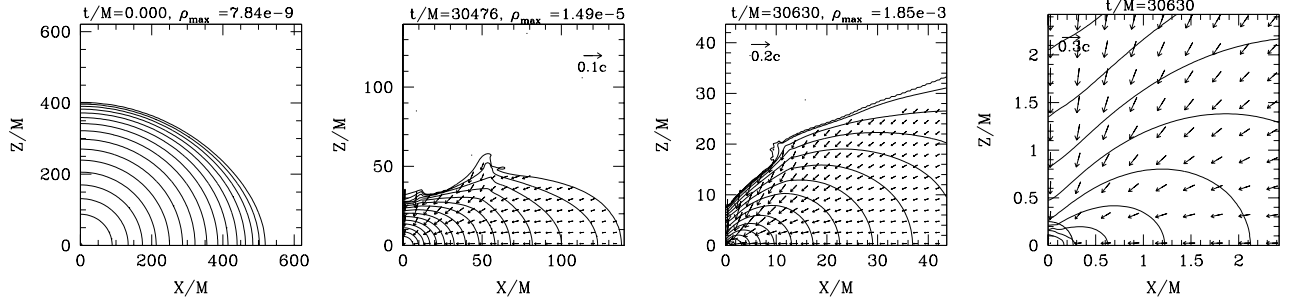 t/M=0.000, ρmax =7.84e-9
Z/M
600
400
200
0
0 200 400 600
X/M
t/M=30476, ρmax =1.49e-5
0.1c
Z/M
100
50
0
0 50 100
X/M
t/M=30630, ρmax =1.85e-3
0.2c
Z/M
40
30
20
10
0
0 10 20 30 40
X/M
t/M=30630
0.3c
Z/M
2
1.5
1
0.5
0
0 0.5 1 1.5 2
X/M